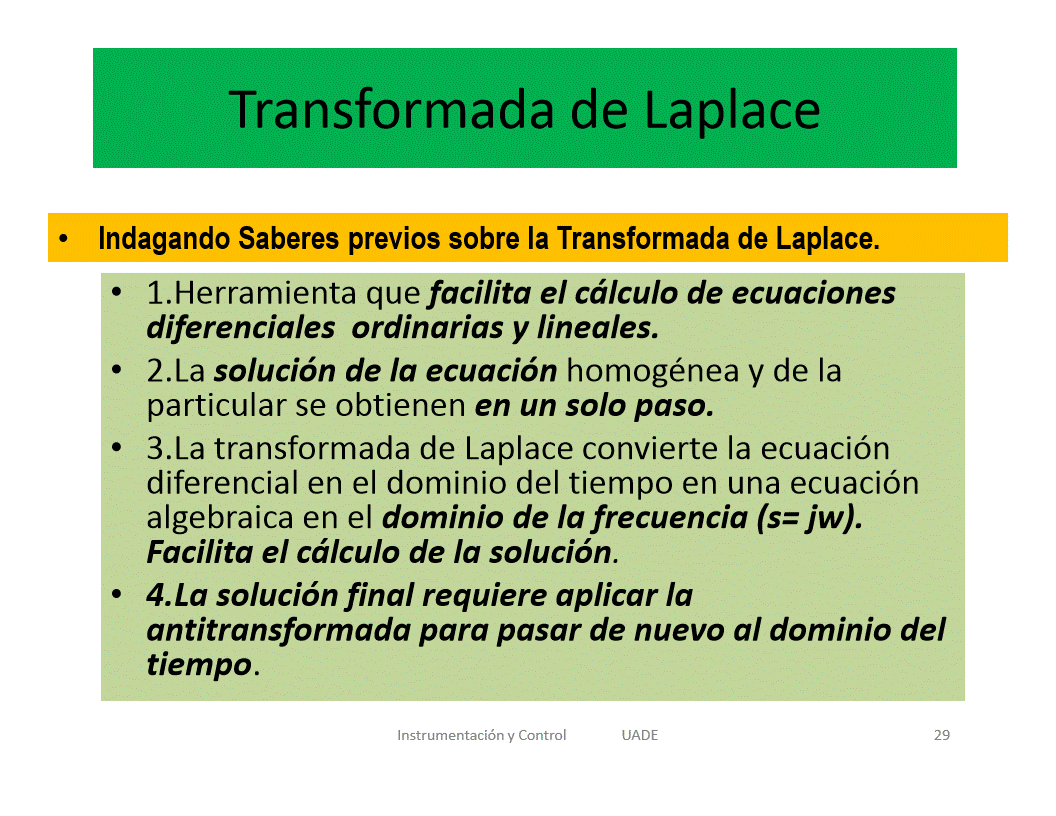 Transformada de Laplace
• Indagando Saberes previos sobre la Transformada de Laplace.
• 1.Herramienta que facilita el cálculo de ecuaciones
diferenciales ordinarias y lineales.
• 2.La solución de la ecuación homogénea y de la
particular se obtienen en un solo paso.
• 3.La transformada de Laplace convierte la ecuación
diferencial en el dominio del tiempo en una ecuación
algebraica en el dominio de la frecuencia (s= jw).
Facilita el cálculo de la solución.
• 4.La solución final requiere aplicar la
antitransformada para pasar de nuevo al dominio del
tiempo.
Instrumentación y Control UADE 29